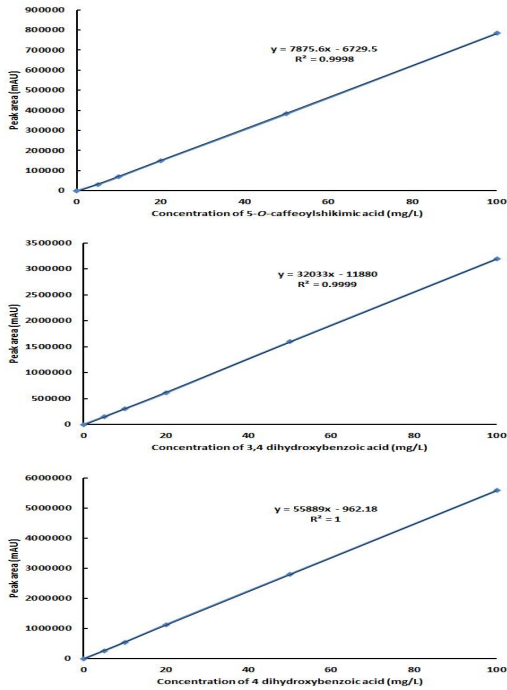 900000
800000
700000
600000
500000
400000
300000
200000
100000
0
Peak area (mAU)
y = 7875.6x - 6729.5
R² = 0.9998
0 20 40 60 80 100
Concentration of 5-O-caffeoylshikimic acid (mg/L)
3500000
3000000
2500000
2000000
1500000
1000000
500000
0
Peak area (mAU)
y = 32033x - 11880
R² = 0.9999
0 20 40 60 80 100
Concentration of 3,4 dihydroxybenzoic acid (mg/L)
6000000
5000000
4000000
3000000
2000000
1000000
0
Peak area (mAU)
y = 55889x - 962.18
R² = 1
0 20 40 60 80 100
Concentration of 4 dihydroxybenzoic acid (mg/L)